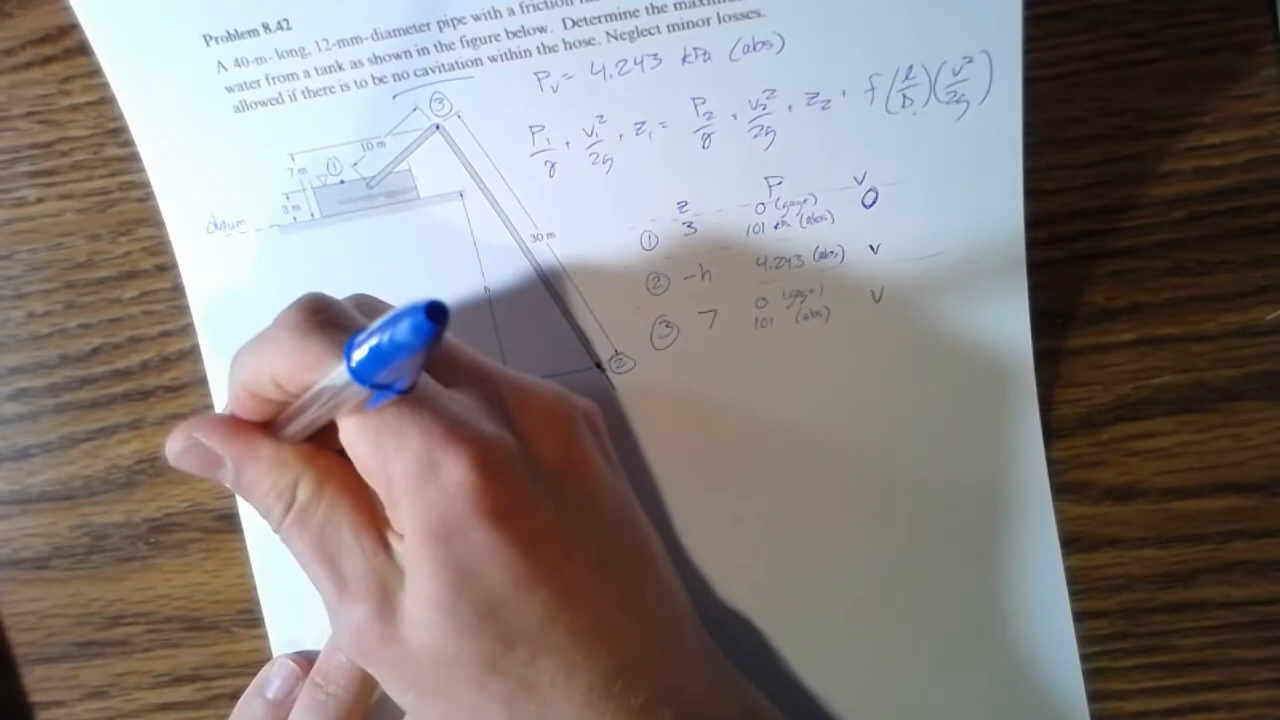 Problem 8.42
A 40-m-long, 12-mm-diameter pipe with a friction
water from a tank as shown in the figure below. Determine the
allowed if there is to be no cavitation within the hose. Neglect minor losses.
Pv = 4.243 kPa (abs)
P1/γ + v1²/2g + z1 = P2/γ + v2²/2g + z2 + f(ℓ/D)(v²/2g)
③
10 m
①
7 m
3 m
datum
30 m
h
②
z P v
① 3 0 (gage) 0
101 kPa (abs)
② -h 4.243 (abs) v
③ 7 0 (gage) v
101 (abs)